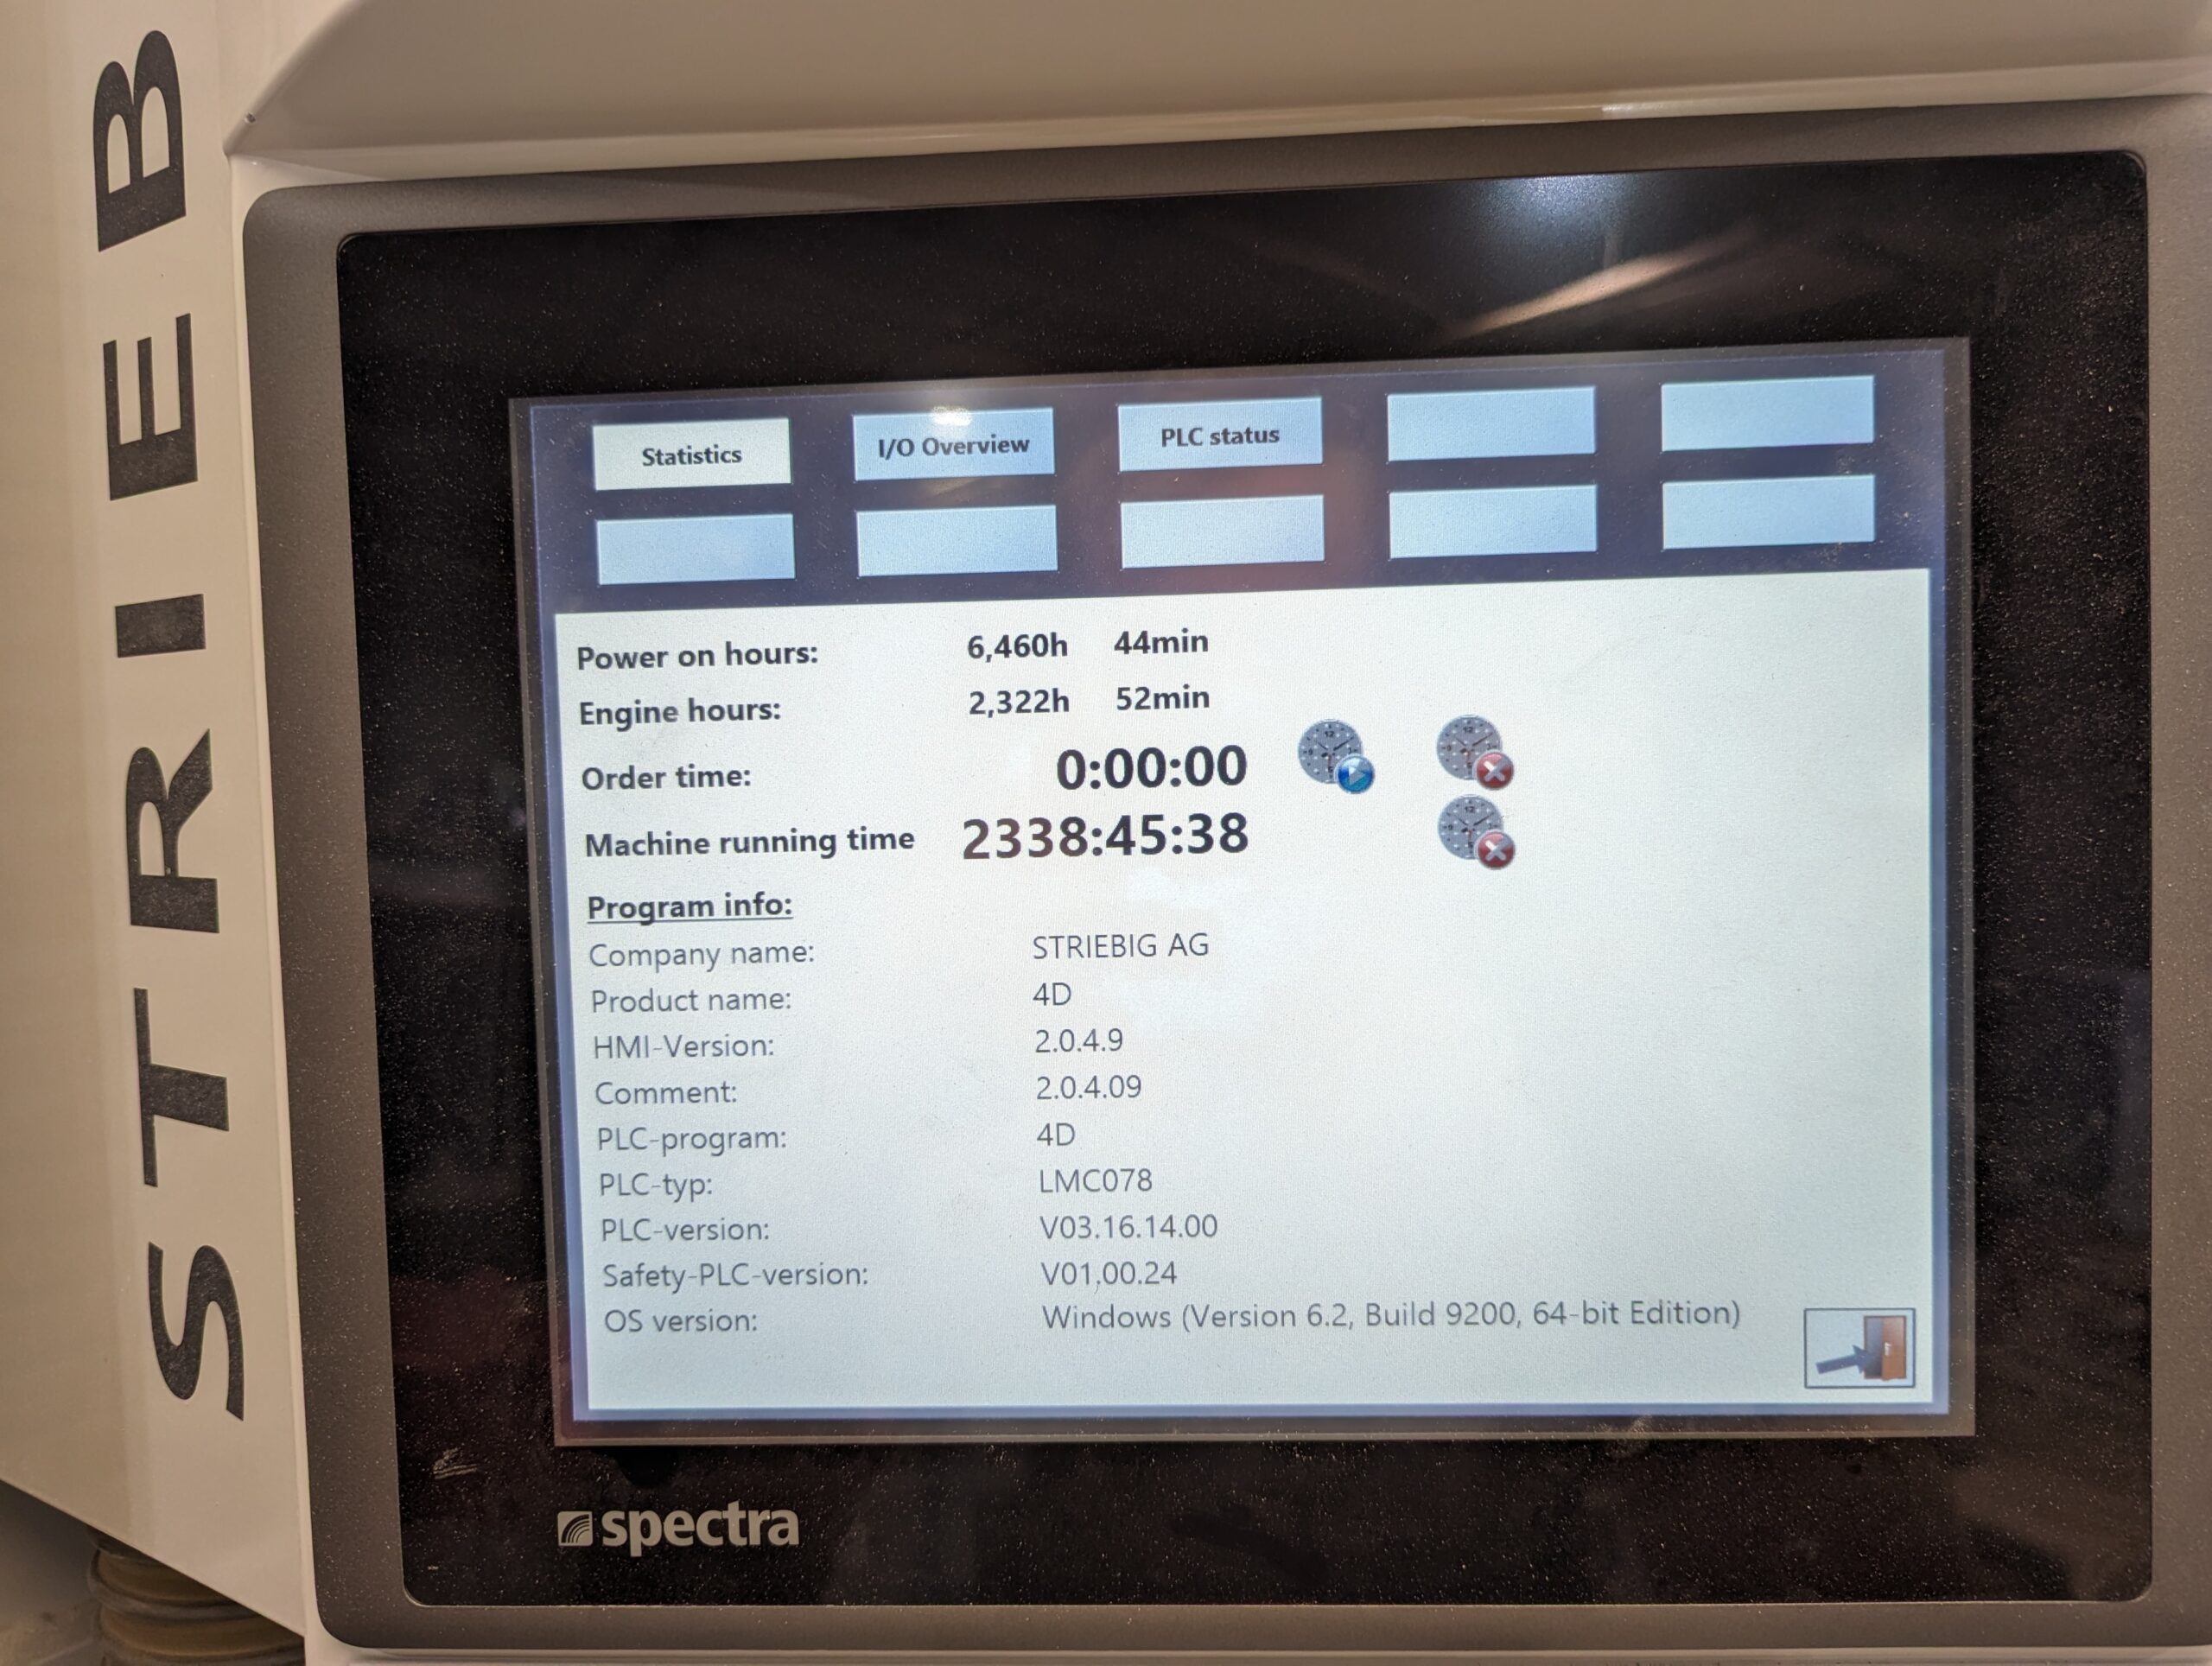 STRIEB
Statistics
I/O Overview
PLC status
Power on hours: 6,460h 44min
Engine hours: 2,322h 52min
Order time: 0:00:00
Machine running time 2338:45:38
Program info:
Company name: STRIEBIG AG
Product name: 4D
HMI-Version: 2.0.4.9
Comment: 2.0.4.09
PLC-program: 4D
PLC-typ: LMC078
PLC-version: V03.16.14.00
Safety-PLC-version: V01.00.24
OS version: Windows (Version 6.2, Build 9200, 64-bit Edition)
spectra